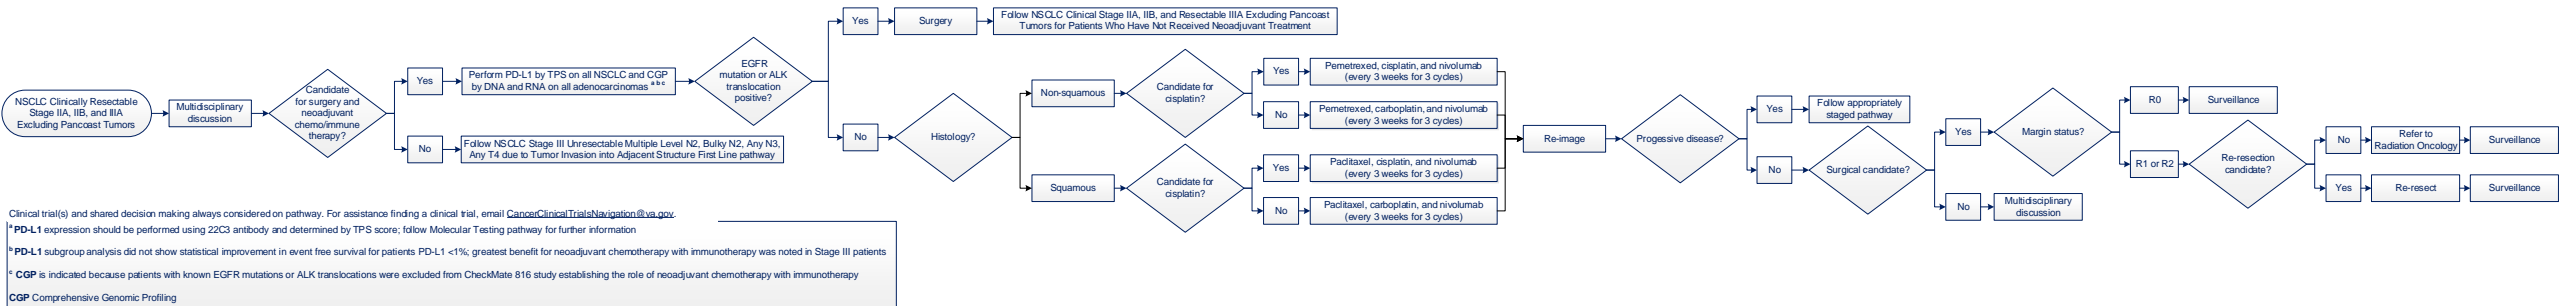 NSCLC Clinically Resectable
Stage IIA, IIB, and IIIA
Excluding Pancoast Tumors
Multidisciplinary
discussion
Candidate
for surgery and
neoadjuvant
chemo/immune
therapy?
Yes
Perform PD-L1 by TPS on all NSCLC and CGP
by DNA and RNA on all adenocarcinomas a b c
No
Follow NSCLC Stage III Unresectable Multiple Level N2, Bulky N2, Any N3,
Any T4 due to Tumor Invasion into Adjacent Structure First Line pathway
EGFR
mutation or ALK
translocation
positive?
Yes
Surgery
Follow NSCLC Clinical Stage IIA, IIB, and Resectable IIIA Excluding Pancoast
Tumors for Patients Who Have Not Received Neoadjuvant Treatment
No
Histology?
Non-squamous
Candidate for
cisplatin?
Yes
Pemetrexed, cisplatin, and nivolumab
(every 3 weeks for 3 cycles)
No
Pemetrexed, carboplatin, and nivolumab
(every 3 weeks for 3 cycles)
Squamous
Candidate for
cisplatin?
Yes
Paclitaxel, cisplatin, and nivolumab
(every 3 weeks for 3 cycles)
No
Paclitaxel, carboplatin, and nivolumab
(every 3 weeks for 3 cycles)
Re-image
Progressive disease?
Yes
Follow appropriately
staged pathway
No
Surgical candidate?
Yes
Margin status?
R0
Surveillance
R1 or R2
Re-resection
candidate?
No
Refer to
Radiation Oncology
Surveillance
Yes
Re-resect
Surveillance
No
Multidisciplinary
discussion
Clinical trial(s) and shared decision making always considered on pathway. For assistance finding a clinical trial, email CancerClinicalTrialsNavigation@va.gov.
a PD-L1 expression should be performed using 22C3 antibody and determined by TPS score; follow Molecular Testing pathway for further information
b PD-L1 subgroup analysis did not show statistical improvement in event free survival for patients PD-L1 <1%; greatest benefit for neoadjuvant chemotherapy with immunotherapy was noted in Stage III patients
c CGP is indicated because patients with known EGFR mutations or ALK translocations were excluded from CheckMate 816 study establishing the role of neoadjuvant chemotherapy with immunotherapy
CGP Comprehensive Genomic Profiling